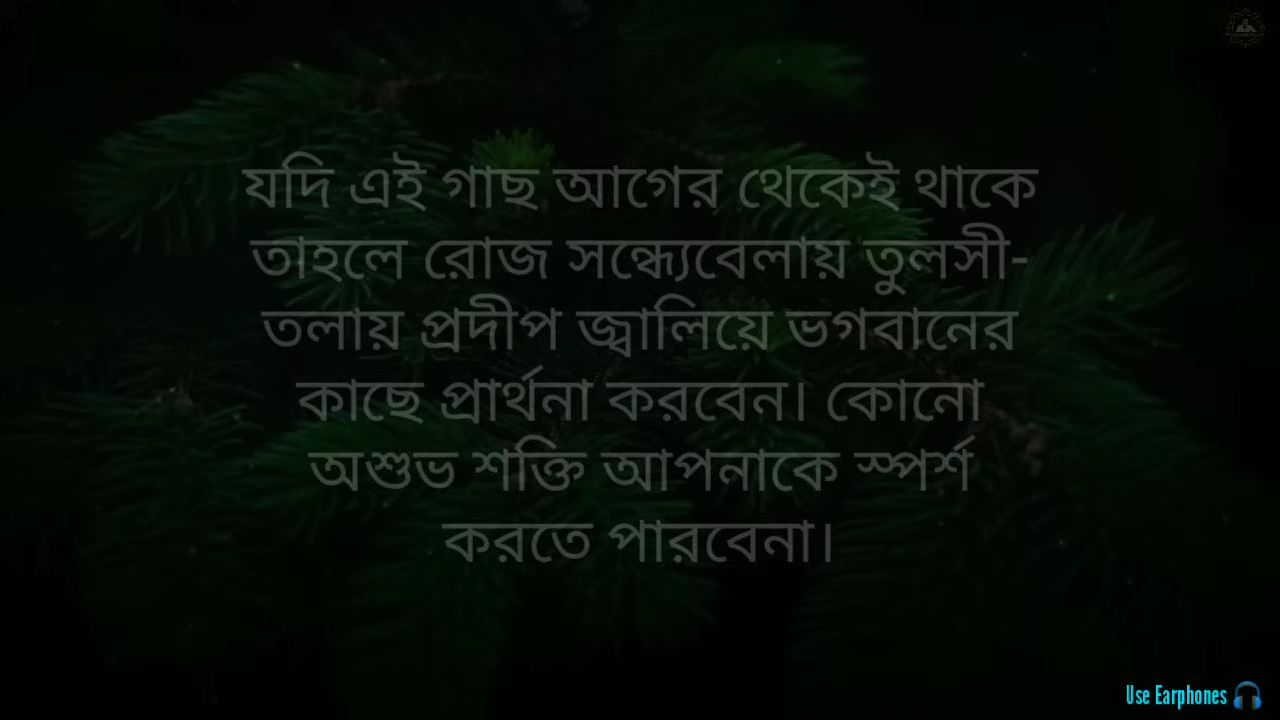 যদি এই গাছ আগের থেকেই থাকে
তাহলে রোজ সন্ধ্যেবেলায় তুলসী-
তলায় প্রদীপ জ্বালিয়ে ভগবানের
কাছে প্রার্থনা করবেন। কোনো
অশুভ শক্তি আপনাকে স্পর্শ
করতে পারবেনা।
Use Earphones